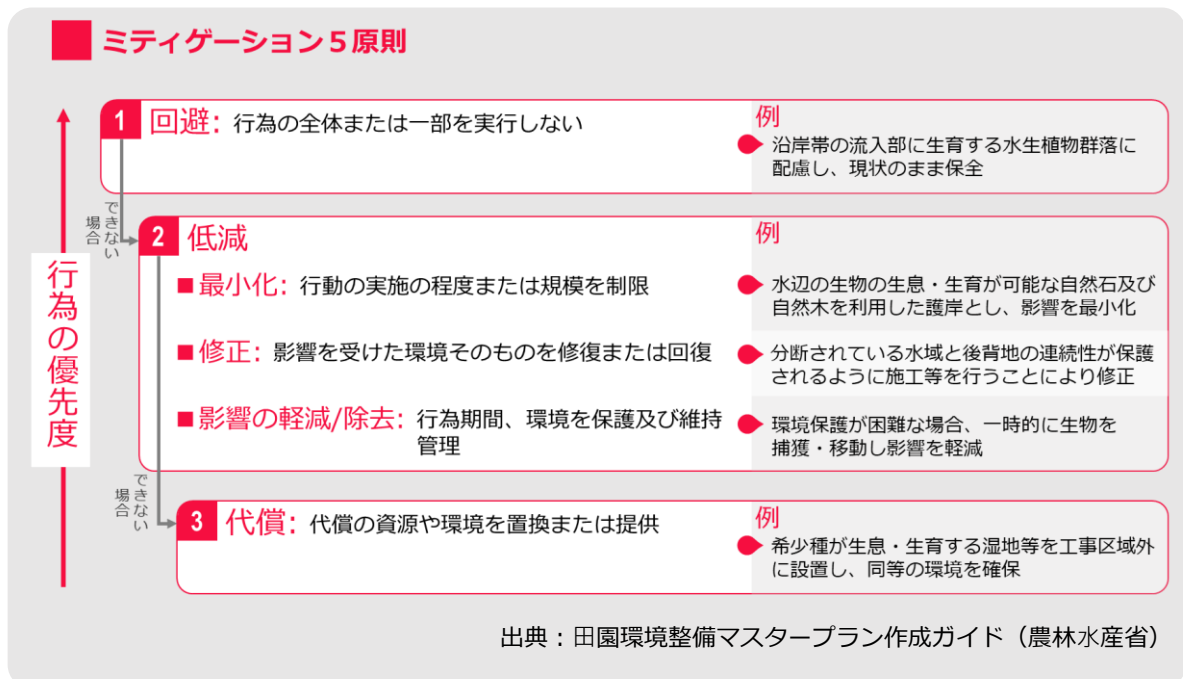 ミティゲーション5原則
1 回避: 行為の全体または一部を実行しない
例
沿岸帯の流入部に生育する水生植物群落に
配慮し、現状のまま保全
できない
場合
2 低減
例
■最小化: 行動の実施の程度または規模を制限
水辺の生物の生息・生育が可能な自然石及び
自然木を利用した護岸とし、影響を最小化
■修正: 影響を受けた環境そのものを修復または回復
分断されている水域と後背地の連続性が保護
されるように施工等を行うことにより修正
■影響の軽減/除去: 行為期間、環境を保護及び維持
管理
環境保護が困難な場合、一時的に生物を
捕獲・移動し影響を軽減
行為の優先度
できない
場合
3 代償: 代償の資源や環境を置換または提供
例
希少種が生息・生育する湿地等を工事区域外
に設置し、同等の環境を確保
出典:田園環境整備マスタープラン作成ガイド(農林水産省)